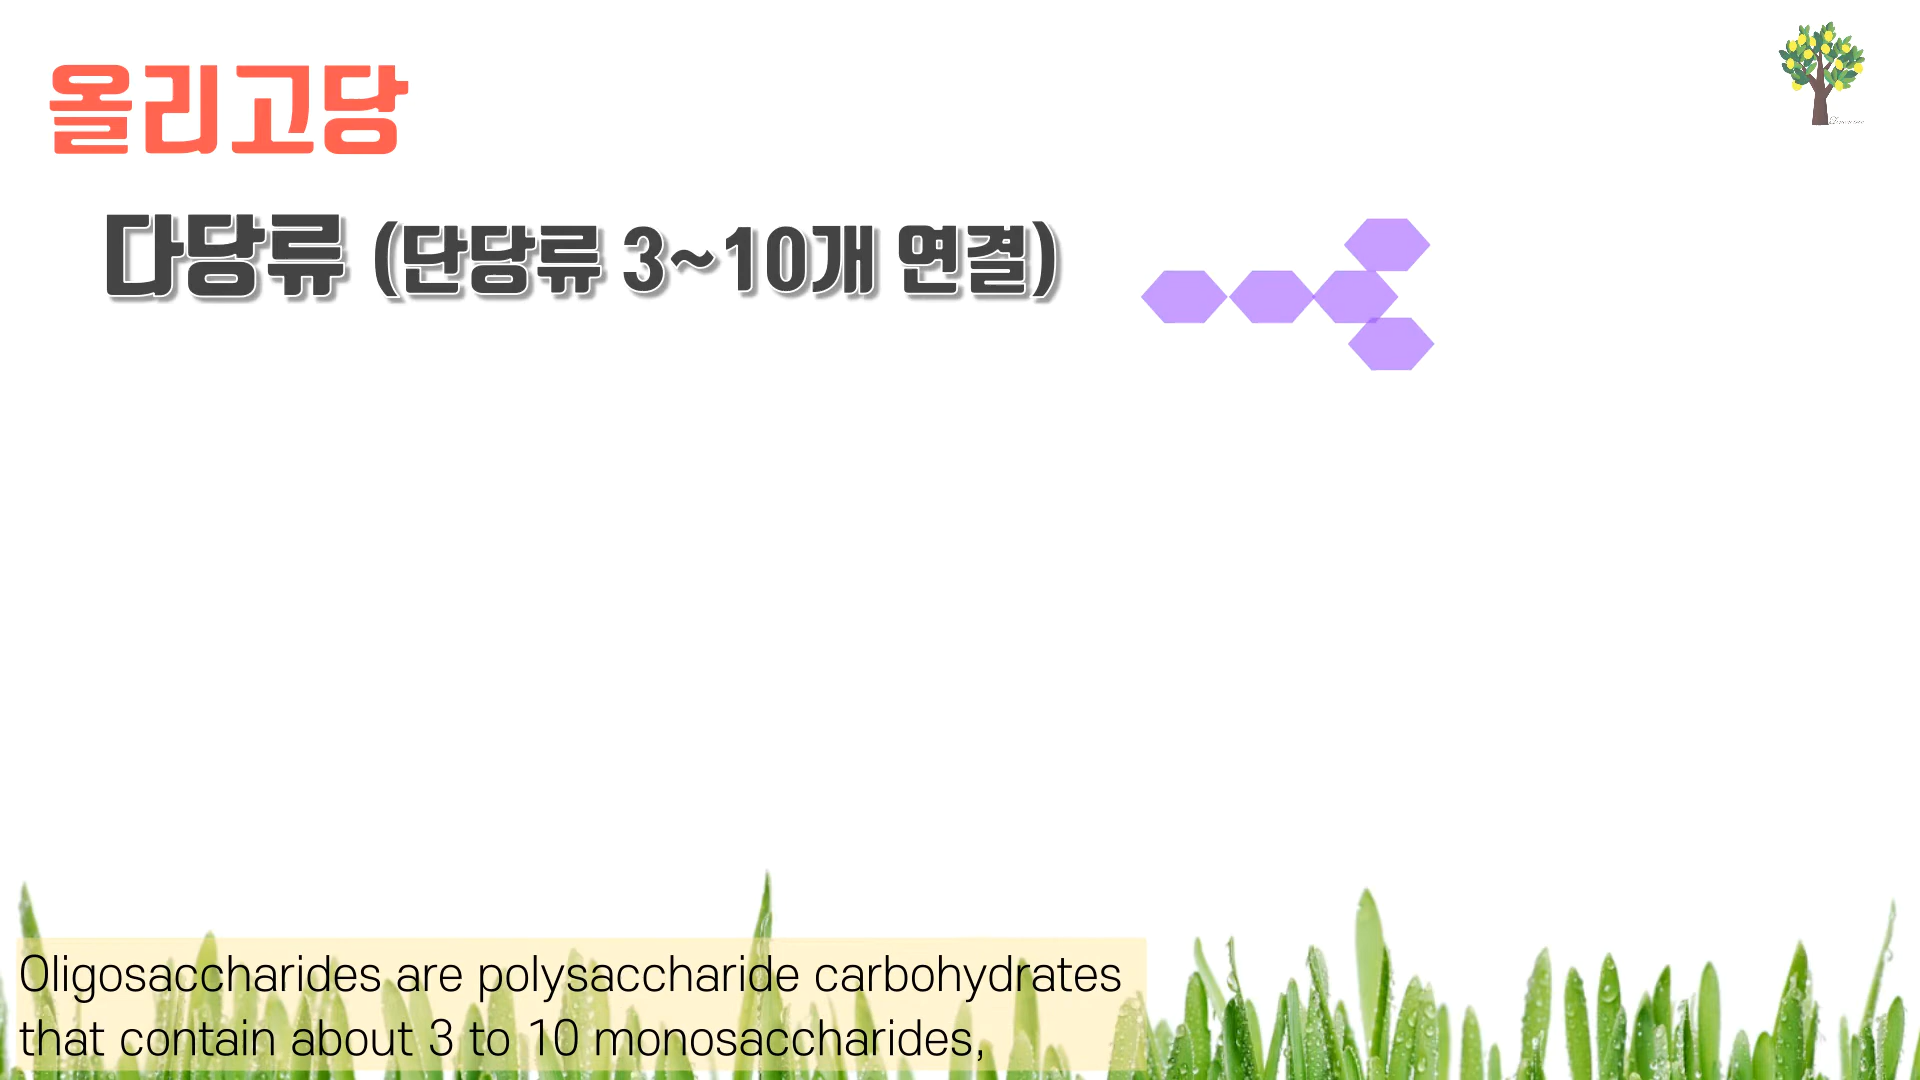 올리고당
다당류 (단당류 3~10개 연결)
Oligosaccharides are polysaccharide carbohydrates
that contain about 3 to 10 monosaccharides,